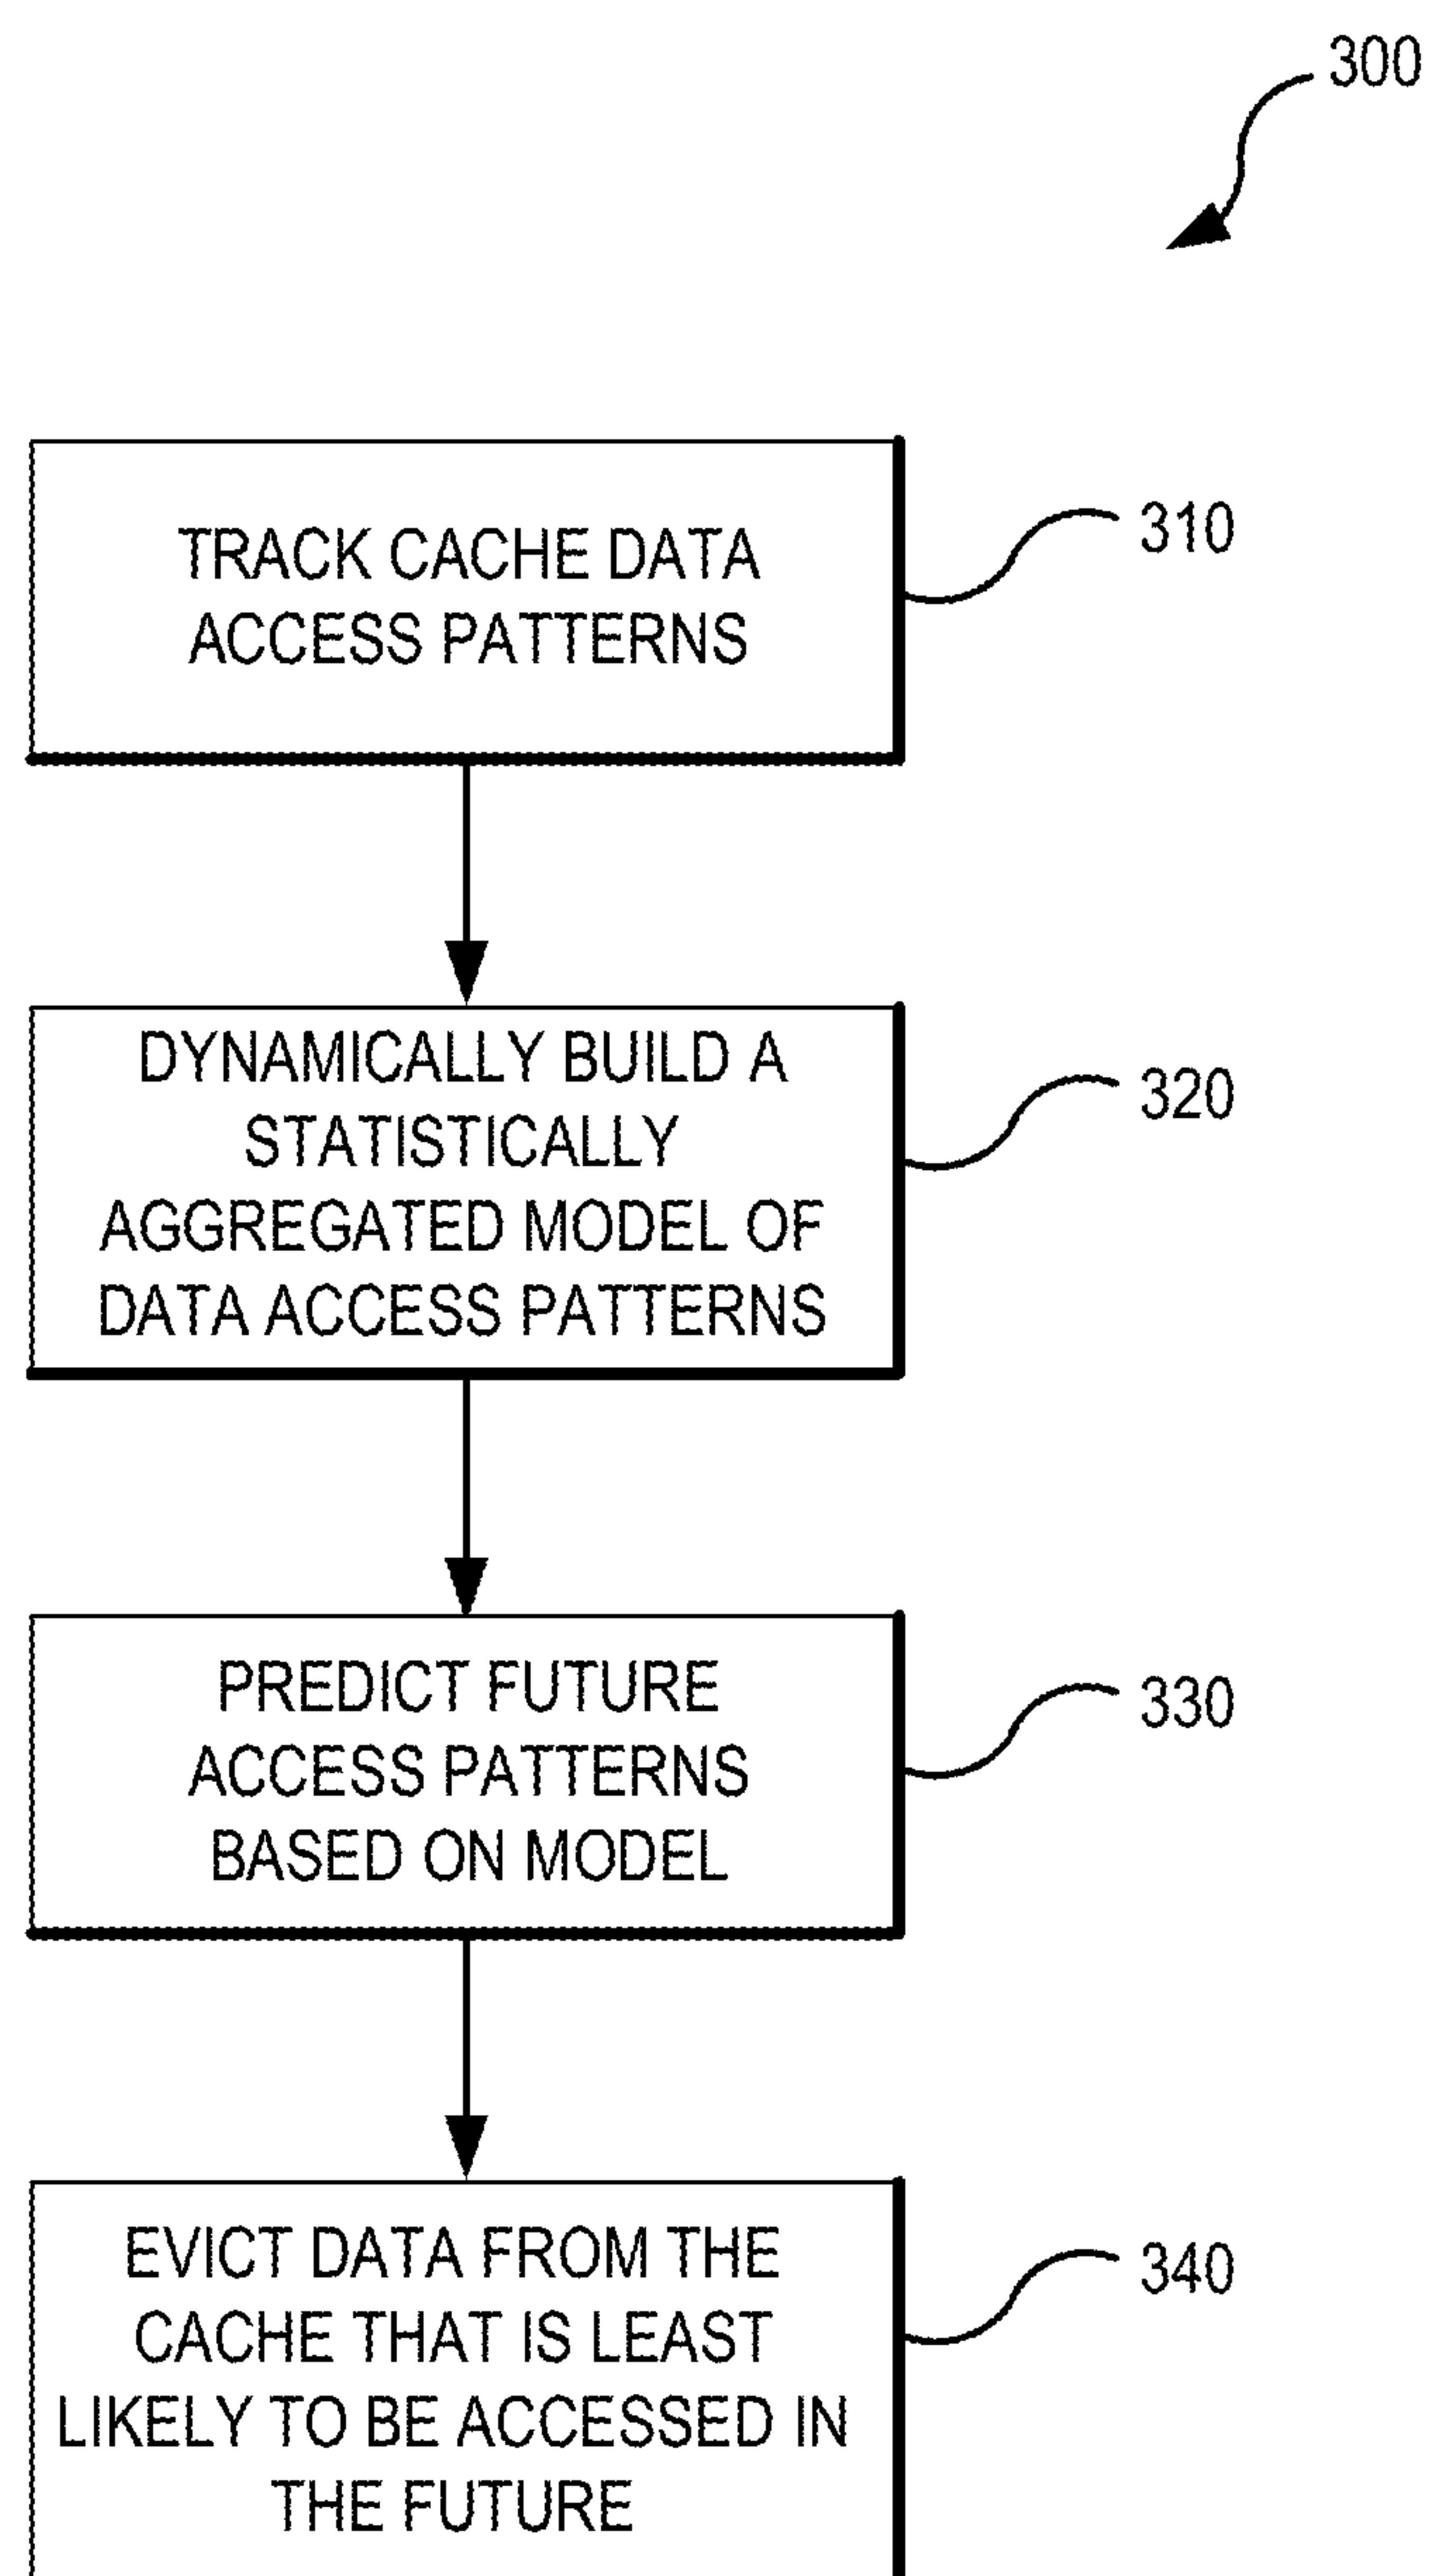 300
TRACK CACHE DATA
ACCESS PATTERNS
310
DYNAMICALLY BUILD A
STATISTICALLY
AGGREGATED MODEL OF
DATA ACCESS PATTERNS
320
PREDICT FUTURE
ACCESS PATTERNS
BASED ON MODEL
330
EVICT DATA FROM THE
CACHE THAT IS LEAST
LIKELY TO BE ACCESSED IN
THE FUTURE
340